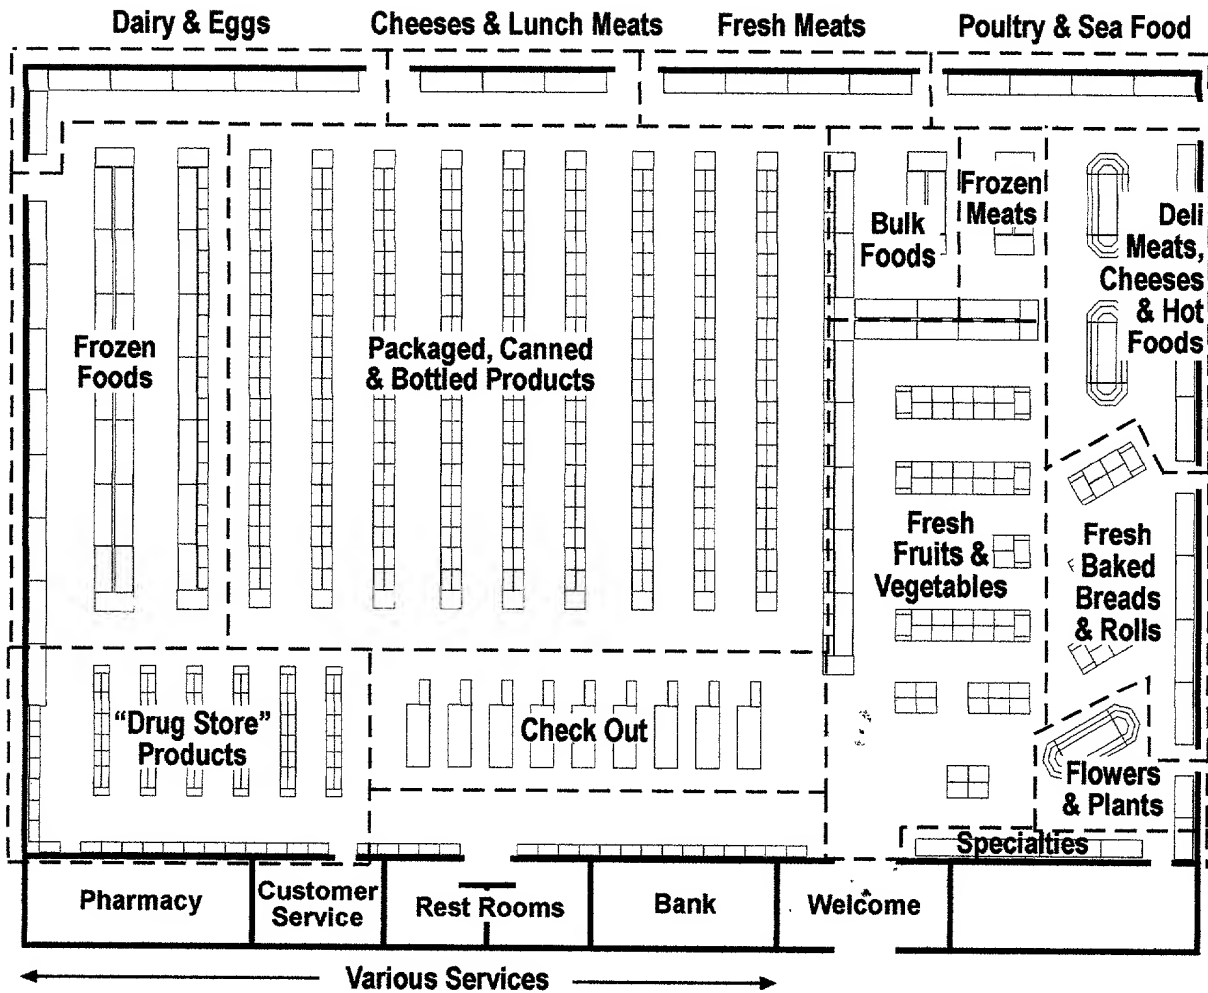 Dairy & Eggs
Cheeses & Lunch Meats
Fresh Meats
Poultry & Sea Food
Frozen
Meats
Bulk
Foods
Deli
Meats,
Cheeses
& Hot
Foods
Frozen
Foods
Packaged, Canned
& Bottled Products
Fresh
Fruits &
Vegetables
Fresh
Baked
Breads
& Rolls
“Drug Store”
Products
Check Out
Flowers
& Plants
Specialties
Pharmacy
Customer
Service
Rest Rooms
Bank
Welcome
Various Services